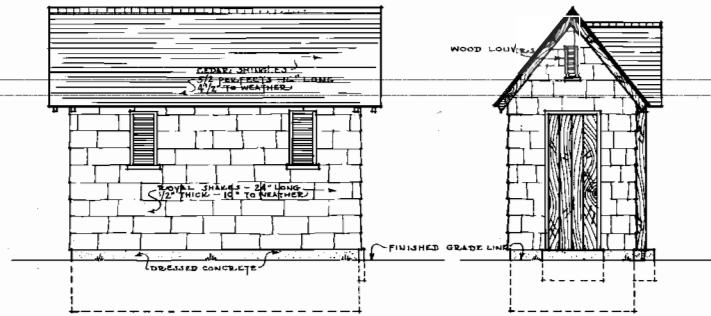 CEDAR SHINGLES
5/2 PERFECTS - 16" LONG
4 1/2" TO WEATHER
WOOD LOUVERS
ROYAL SHAKES - 24" LONG
1/2" THICK - 10" TO WEATHER
FINISHED GRADE LINE
DRESSED CONCRETE